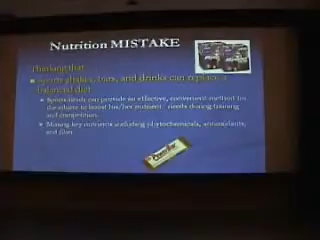 Nutrition MISTAKE
Thinking that
sports shakes, bars, and drinks can replace a
balanced diet
Sports foods can provide an effective, convenient method for
the athlete to boost his/her nutrient needs during training
and competition.
Missing key nutrients including phytochemicals, antioxidants,
and fiber